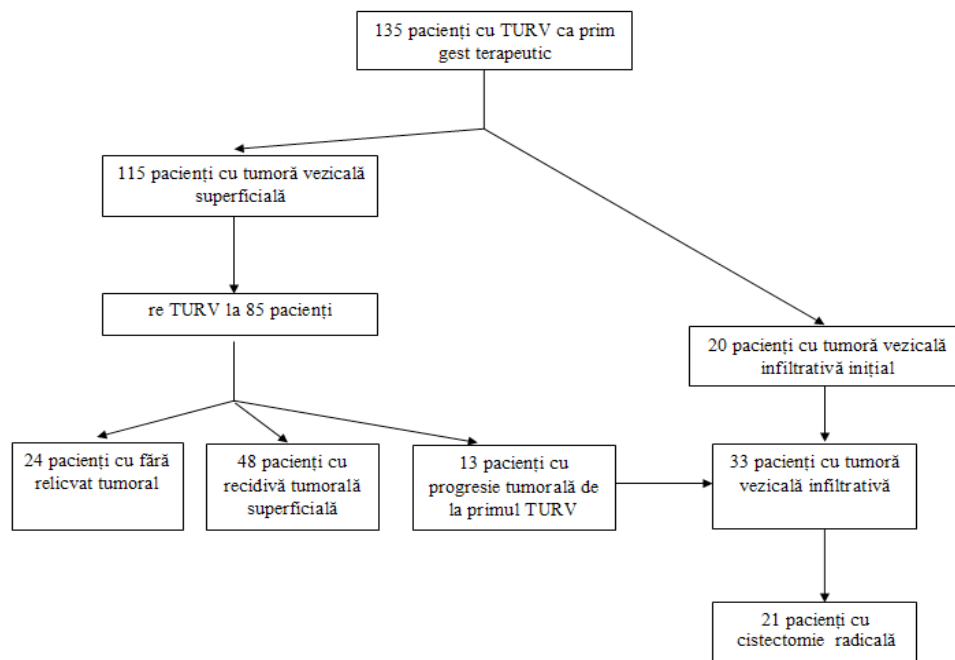 135 pacienți cu TURV ca prim
gest terapeutic
115 pacienți cu tumoră vezicală
superficială
re TURV la 85 pacienți
20 pacienți cu tumoră vezicală
infiltrativă inițial
24 pacienți cu fără
relicvat tumoral
48 pacienți cu
recidivă tumorală
superficială
13 pacienți cu
progresie tumorală de
la primul TURV
33 pacienți cu tumoră
vezicală infiltrativă
21 pacienți cu
cistectomie radicală